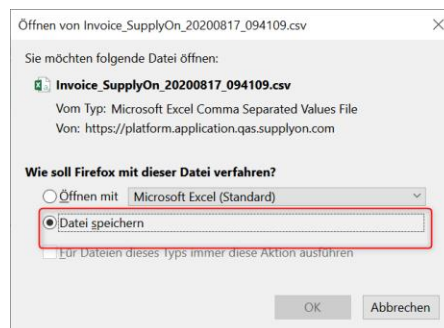 Öffnen von Invoice_SupplyOn_20200817_094109.csv
Sie möchten folgende Datei öffnen:
Invoice_SupplyOn_20200817_094109.csv
Vom Typ: Microsoft Excel Comma Separated Values File
Von: https://platform.application.qas.supplyon.com
Wie soll Firefox mit dieser Datei verfahren?
Öffnen mit Microsoft Excel (Standard)
Datei speichern
Für Dateien dieses Typs immer diese Aktion ausführen
OK Abbrechen